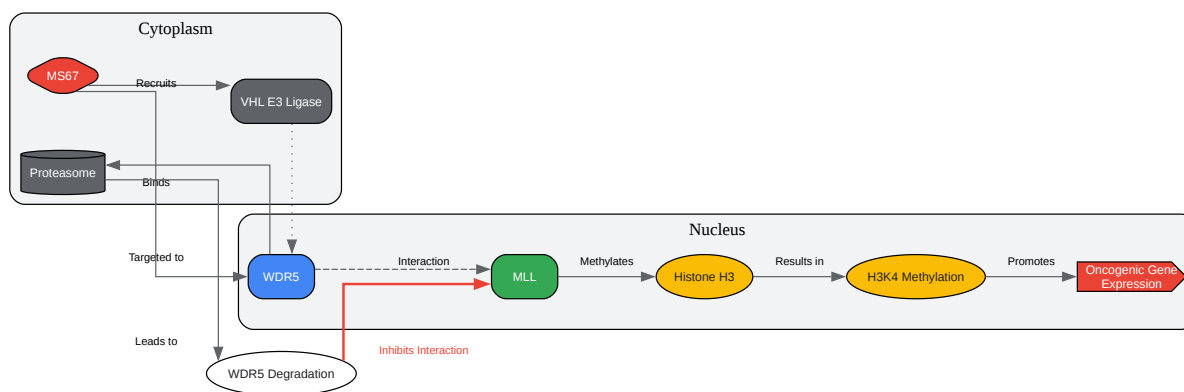 Cytoplasm
MS67
Recruits
VHL E3 Ligase
Proteasome
Binds
Nucleus
Targeted to
WDR5
Interaction
MLL
Methylates
Histone H3
Results in
H3K4 Methylation
Promotes
Oncogenic Gene
Expression
Leads to
Inhibits Interaction
WDR5 Degradation